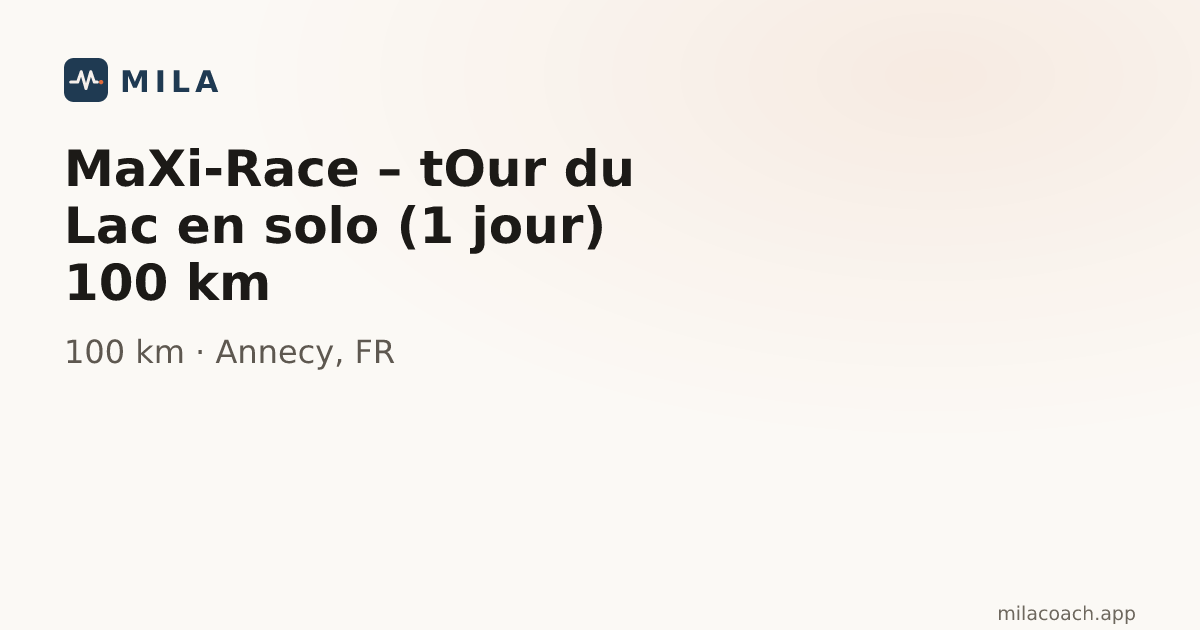 MILA
MaXi-Race – tOur du
Lac en solo (1 jour)
100 km
100 km · Annecy, FR
milacoach.app